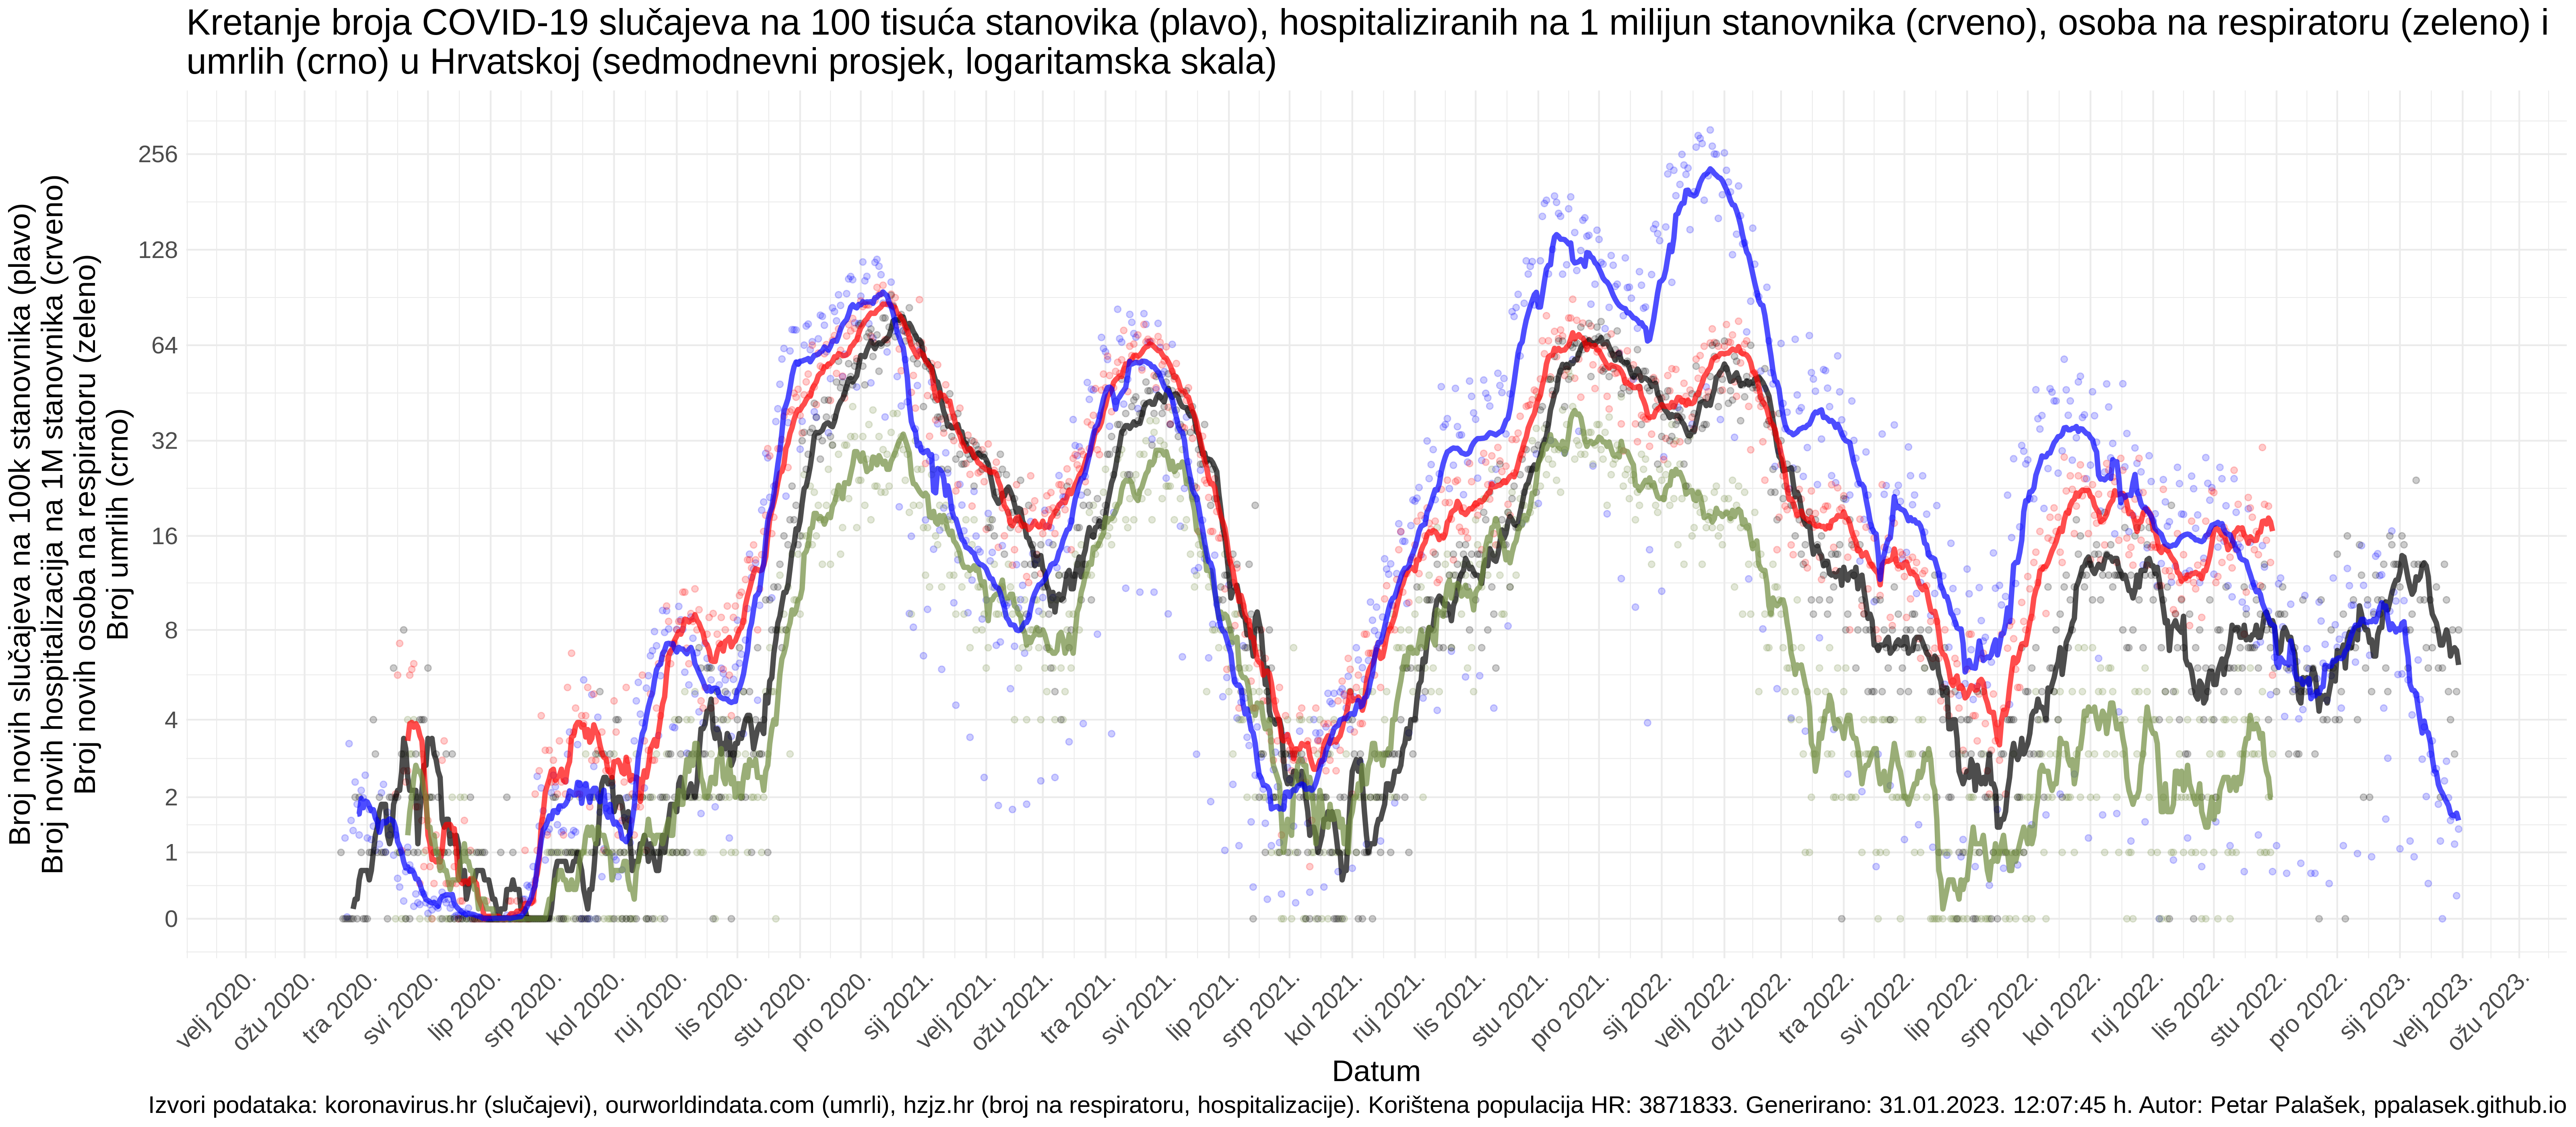 Kretanje broja COVID-19 slučajeva na 100 tisuća stanovika (plavo), hospitaliziranih na 1 milijun stanovnika (crveno), osoba na respiratoru (zeleno) i
umrlih (crno) u Hrvatskoj (sedmodnevni prosjek, logaritamska skala)
Broj novih slučajeva na 100k stanovnika (plavo)
Broj novih hospitalizacija na 1M stanovnika (crveno)
Broj novih osoba na respiratoru (zeleno)
Broj umrlih (crno)
256
128
64
32
16
8
4
2
1
0
velj 2020.
ožu 2020.
tra 2020.
svi 2020.
lip 2020.
srp 2020.
kol 2020.
ruj 2020.
lis 2020.
stu 2020.
pro 2020.
sij 2021.
velj 2021.
ožu 2021.
tra 2021.
svi 2021.
lip 2021.
srp 2021.
kol 2021.
ruj 2021.
lis 2021.
stu 2021.
pro 2021.
sij 2022.
velj 2022.
ožu 2022.
tra 2022.
svi 2022.
lip 2022.
srp 2022.
kol 2022.
ruj 2022.
lis 2022.
stu 2022.
pro 2022.
sij 2023.
velj 2023.
ožu 2023.
Datum
Izvori podataka: koronavirus.hr (slučajevi), ourworldindata.com (umrli), hzjz.hr (broj na respiratoru, hospitalizacije). Korištena populacija HR: 3871833. Generirano: 31.01.2023. 12:07:45 h. Autor: Petar Palašek, ppalasek.github.io